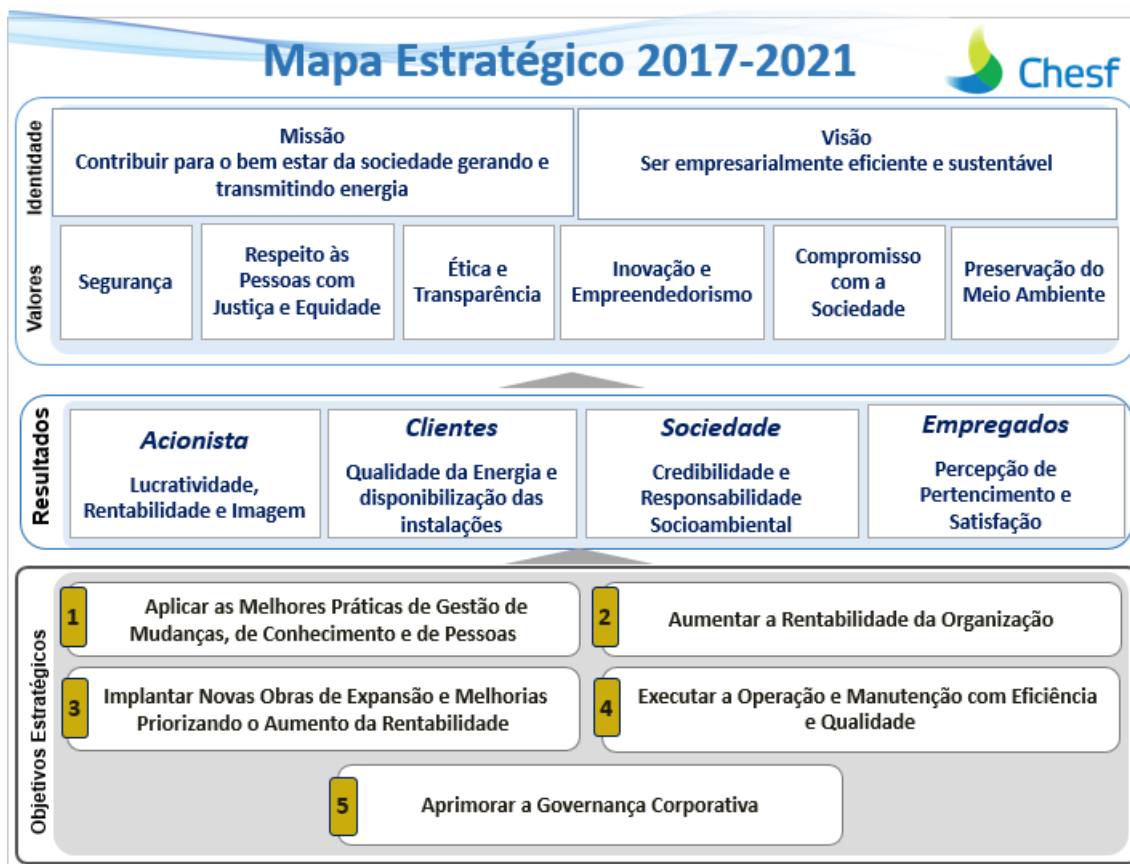 Mapa Estratégico 2017-2021
Chesf
Identidade
Missão
Contribuir para o bem estar da sociedade gerando e
transmitindo energia
Visão
Ser empresarialmente eficiente e sustentável
Valores
Segurança
Respeito às
Pessoas com
Justiça e Equidade
Ética e
Transparência
Inovação e
Empreendedorismo
Compromisso
com a
Sociedade
Preservação do
Meio Ambiente
Resultados
Acionista
Lucratividade,
Rentabilidade e Imagem
Clientes
Qualidade da Energia e
disponibilização das
instalações
Sociedade
Credibilidade e
Responsabilidade
Socioambiental
Empregados
Percepção de
Pertencimento e
Satisfação
Objetivos Estratégicos
1
Aplicar as Melhores Práticas de Gestão de
Mudanças, de Conhecimento e de Pessoas
2
Aumentar a Rentabilidade da Organização
3
Implantar Novas Obras de Expansão e Melhorias
Priorizando o Aumento da Rentabilidade
4
Executar a Operação e Manutenção com Eficiência
e Qualidade
5
Aprimorar a Governança Corporativa